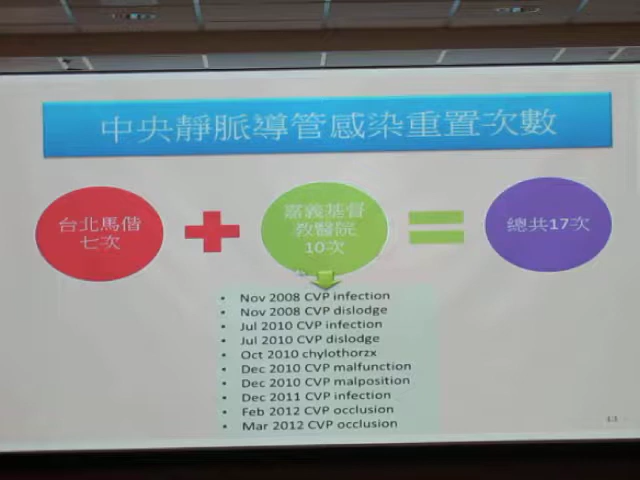 中央靜脈導管感染重置次數
台北馬偕
七次
嘉義基督
教醫院
10次
總共17次
• Nov 2008 CVP infection
• Nov 2008 CVP dislodge
• Jul 2010 CVP infection
• Jul 2010 CVP dislodge
• Oct 2010 chylothorzx
• Dec 2010 CVP malfunction
• Dec 2010 CVP malposition
• Dec 2011 CVP infection
• Feb 2012 CVP occlusion
• Mar 2012 CVP occlusion